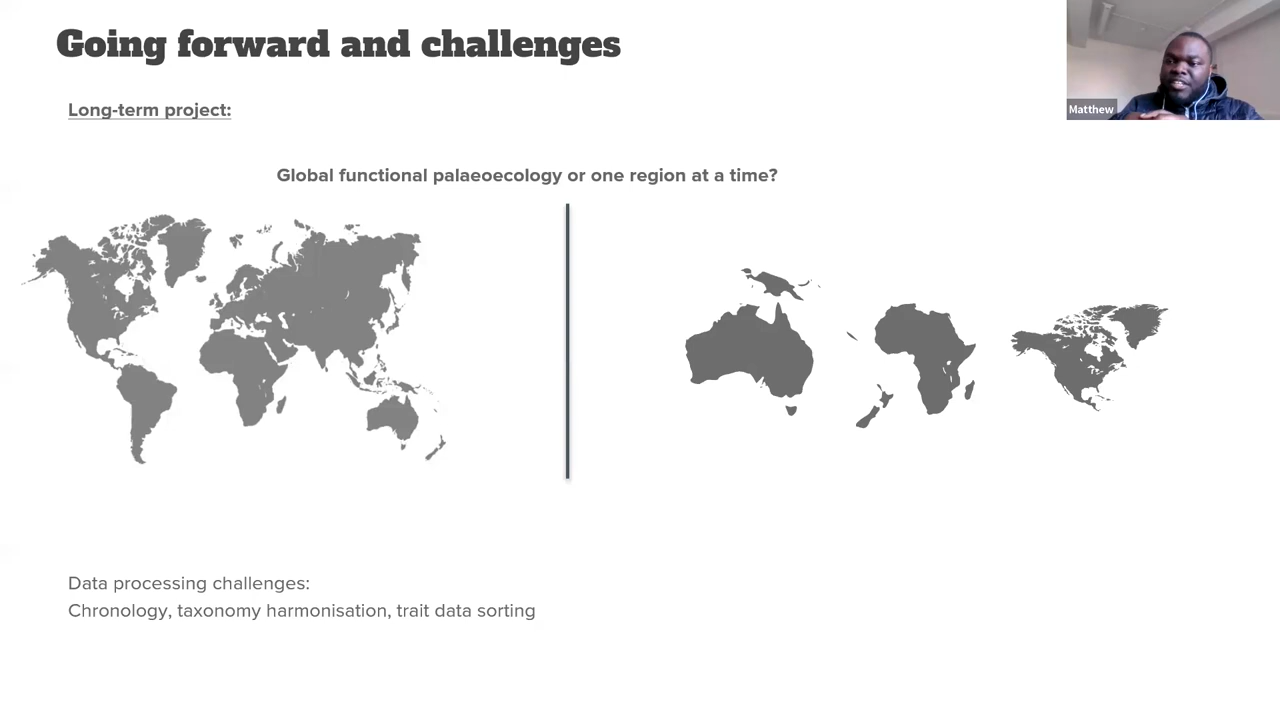 Going forward and challenges
Matthew
Long-term project:
Global functional palaeoecology or one region at a time?
Data processing challenges:
Chronology, taxonomy harmonisation, trait data sorting